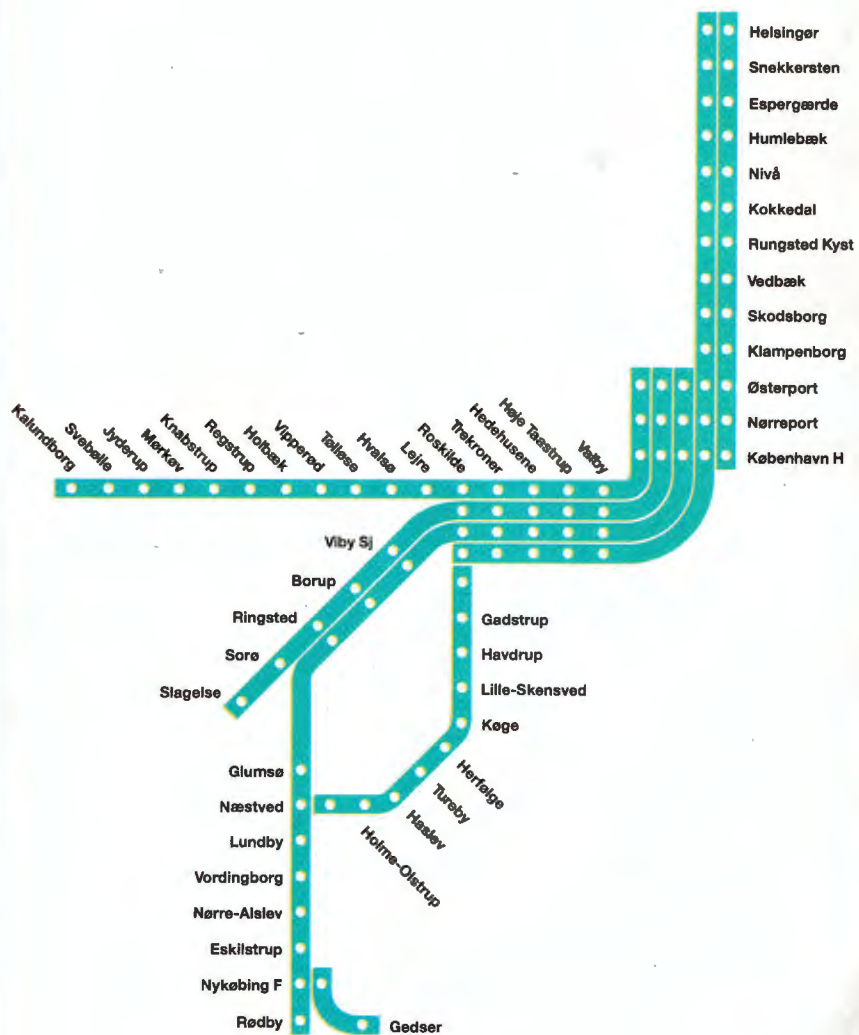 Helsingør
Snekkersten
Espergærde
Humlebæk
Nivå
Kokkedal
Rungsted Kyst
Vedbæk
Skodsborg
Klampenborg
Østerport
Nørreport
København H
Kalundborg
Svebølle
Jyderup
Mørkøv
Knabstrup
Regstrup
Holbæk
Vipperød
Tølløse
Hvalsø
Lejre
Roskilde
Trekroner
Hedehusene
Høje Taastrup
Valby
Viby Sj
Borup
Ringsted
Sorø
Slagelse
Gadstrup
Havdrup
Lille-Skensved
Køge
Herfølge
Tureby
Haslev
Holme-Olstrup
Glumsø
Næstved
Lundby
Vordingborg
Nørre-Alslev
Eskilstrup
Nykøbing F
Rødby
Gedser